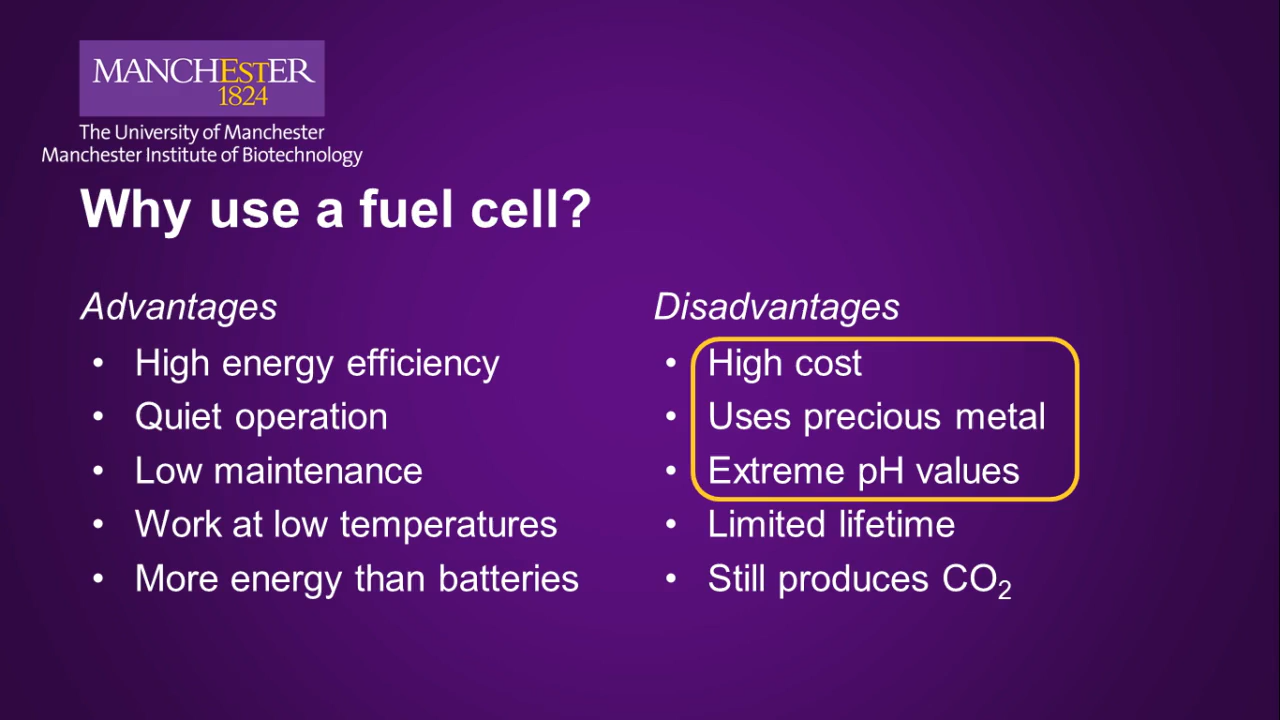 MANCHESTER
1824
The University of Manchester
Manchester Institute of Biotechnology
Why use a fuel cell?
Advantages
• High energy efficiency
• Quiet operation
• Low maintenance
• Work at low temperatures
• More energy than batteries
Disadvantages
• High cost
• Uses precious metal
• Extreme pH values
• Limited lifetime
• Still produces CO₂